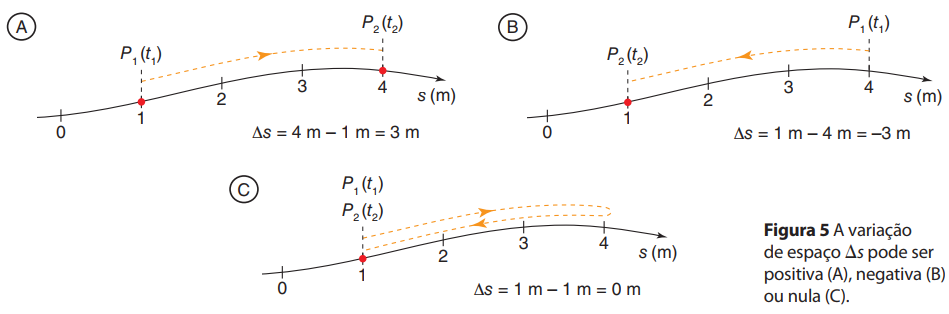 A
P₁ (t₁)
P₂ (t₂)
0 1 2 3 4 s (m)
Δs = 4 m – 1 m = 3 m
B
P₂ (t₂)
P₁ (t₁)
0 1 2 3 4 s (m)
Δs = 1 m – 4 m = –3 m
C
P₁ (t₁)
P₂ (t₂)
0 1 2 3 4 s (m)
Δs = 1 m – 1 m = 0 m
Figura 5 A variação
de espaço Δs pode ser
positiva (A), negativa (B)
ou nula (C).